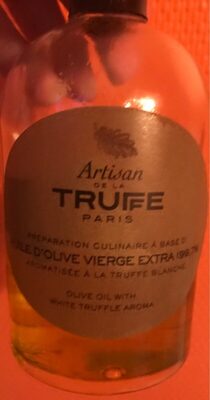 Artisan
DE LA
TRUFFE
PARIS
PRÉPARATION CULINAIRE À BASE D'
D'OLIVE VIERGE EXTRA
AROMATISÉE À LA TRUFFE BLANCHE
OLIVE OIL WITH
WHITE TRUFFLE AROMA